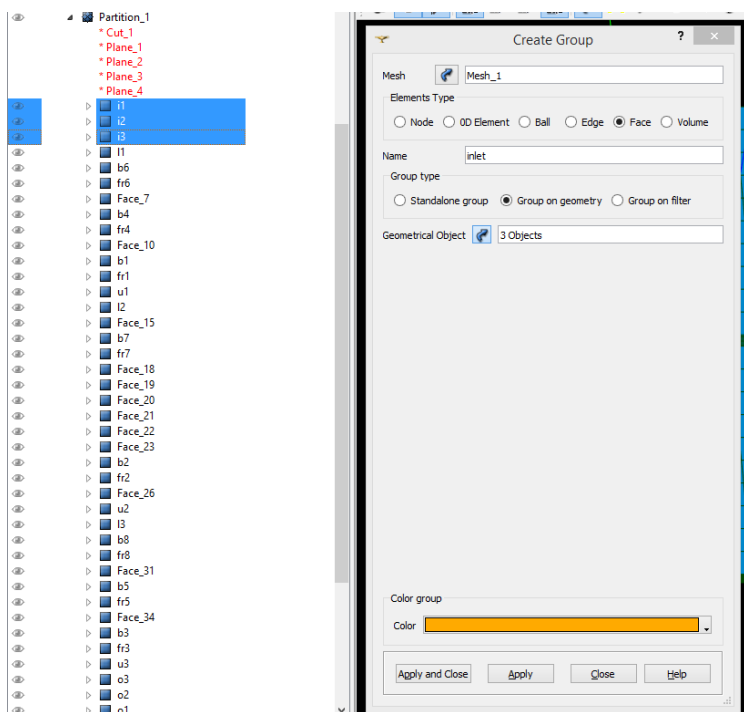 Partition_1
* Cut_1
* Plane_1
* Plane_2
* Plane_3
* Plane_4
i1
i2
i3
l1
b6
fr6
Face_7
b4
fr4
Face_10
b1
fr1
u1
l2
Face_15
b7
fr7
Face_18
Face_19
Face_20
Face_21
Face_22
Face_23
b2
fr2
Face_26
u2
l3
b8
fr8
Face_31
b5
fr5
Face_34
b3
fr3
u3
o3
o2
o1
Create Group
? ×
Mesh Mesh_1
Elements Type
Node 0D Element Ball Edge Face Volume
Name inlet
Group type
Standalone group Group on geometry Group on filter
Geometrical Object 3 Objects
Color group
Color
Apply and Close Apply Close Help